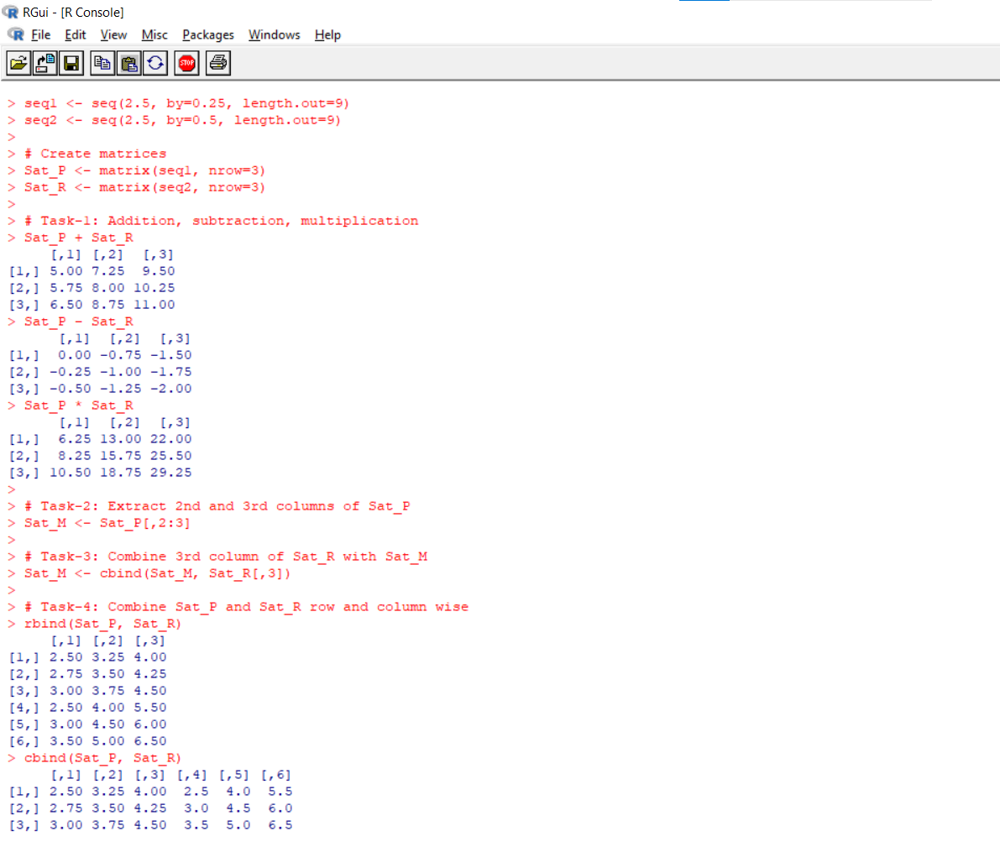 RGui - [R Console]
File Edit View Misc Packages Windows Help
STOP
> seq1 <- seq(2.5, by=0.25, length.out=9)
> seq2 <- seq(2.5, by=0.5, length.out=9)
>
> # Create matrices
> Sat_P <- matrix(seq1, nrow=3)
> Sat_R <- matrix(seq2, nrow=3)
>
> # Task-1: Addition, subtraction, multiplication
> Sat_P + Sat_R
     [,1] [,2]  [,3]
[1,] 5.00 7.25  9.50
[2,] 5.75 8.00 10.25
[3,] 6.50 8.75 11.00
> Sat_P - Sat_R
      [,1]  [,2]  [,3]
[1,]  0.00 -0.75 -1.50
[2,] -0.25 -1.00 -1.75
[3,] -0.50 -1.25 -2.00
> Sat_P * Sat_R
      [,1]  [,2]  [,3]
[1,]  6.25 13.00 22.00
[2,]  8.25 15.75 25.50
[3,] 10.50 18.75 29.25
>
> # Task-2: Extract 2nd and 3rd columns of Sat_P
> Sat_M <- Sat_P[,2:3]
>
> # Task-3: Combine 3rd column of Sat_R with Sat_M
> Sat_M <- cbind(Sat_M, Sat_R[,3])
>
> # Task-4: Combine Sat_P and Sat_R row and column wise
> rbind(Sat_P, Sat_R)
     [,1] [,2] [,3]
[1,] 2.50 3.25 4.00
[2,] 2.75 3.50 4.25
[3,] 3.00 3.75 4.50
[4,] 2.50 4.00 5.50
[5,] 3.00 4.50 6.00
[6,] 3.50 5.00 6.50
> cbind(Sat_P, Sat_R)
     [,1] [,2] [,3] [,4] [,5] [,6]
[1,] 2.50 3.25 4.00  2.5  4.0  5.5
[2,] 2.75 3.50 4.25  3.0  4.5  6.0
[3,] 3.00 3.75 4.50  3.5  5.0  6.5